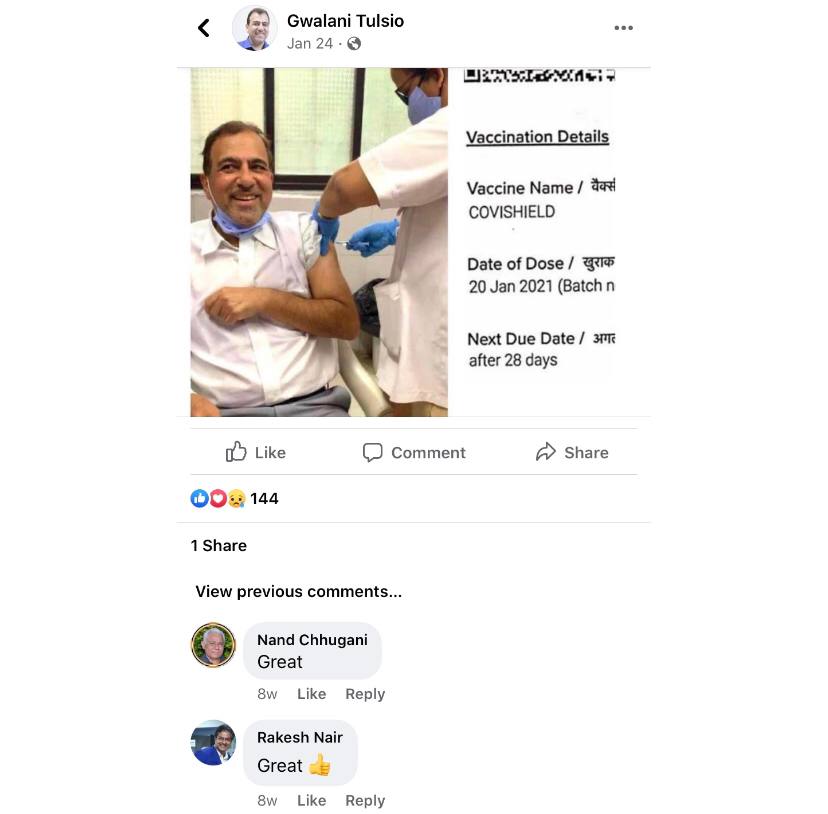 Gwalani Tulsio
Jan 24 ·
Vaccination Details
Vaccine Name /
COVISHIELD
Date of Dose / खुराक
20 Jan 2021 (Batch n
Next Due Date /
after 28 days
Like Comment Share
144
1 Share
View previous comments...
Nand Chhugani
Great
8w Like Reply
Rakesh Nair
Great 👍
8w Like Reply